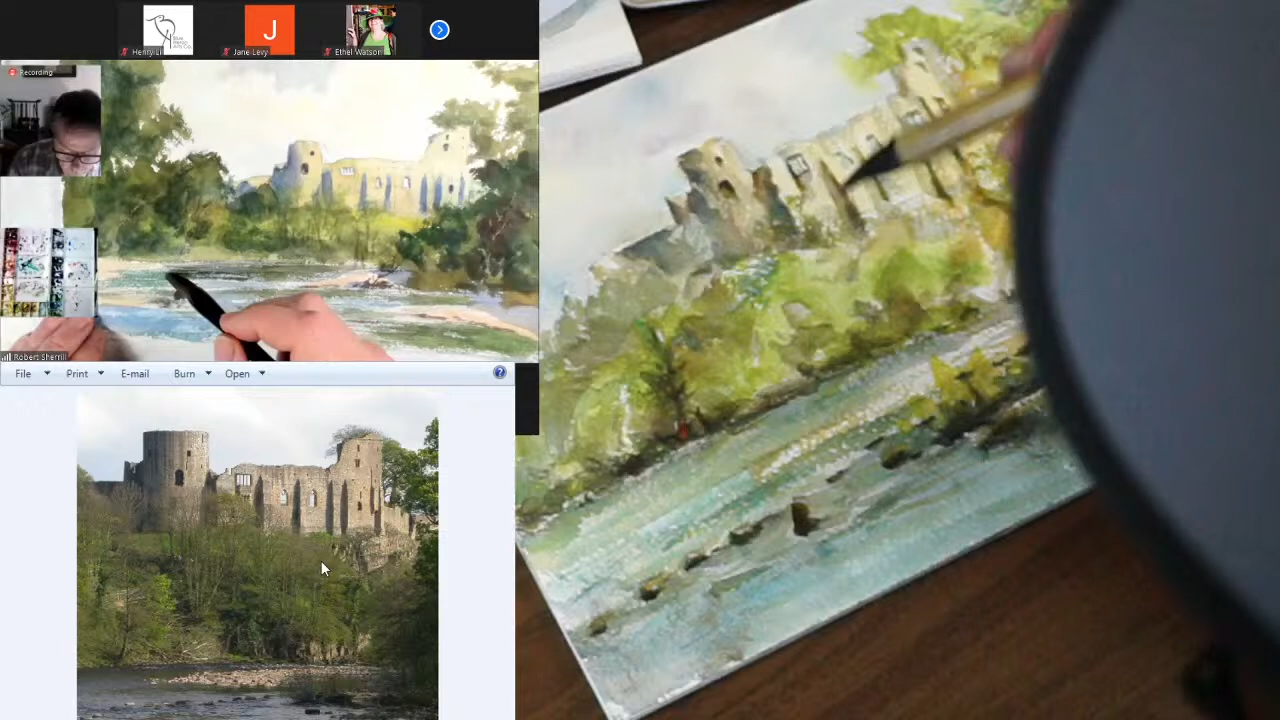 Henry Li
Jane Levy
Ethel Watson
J
Recording
Robert Sherrill
File
Print
E-mail
Burn
Open